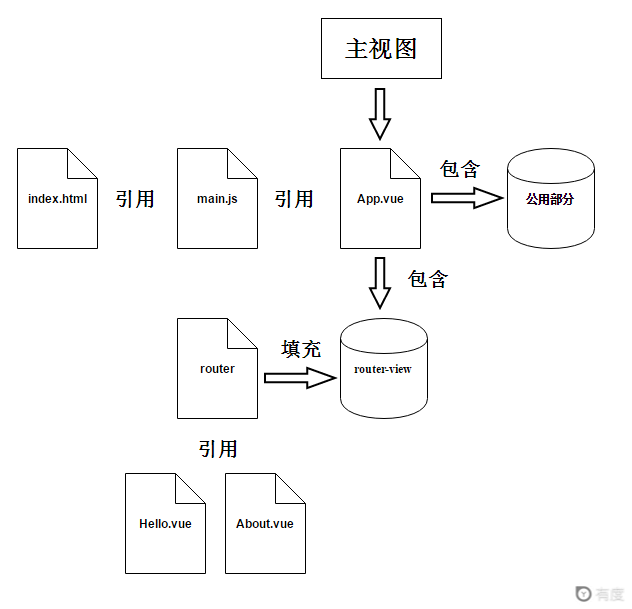 主视图
包含
index.html
引用
main.js
引用
App.vue
公用部分
包含
填充
router
router-view
引用
Hello.vue
About.vue
有度